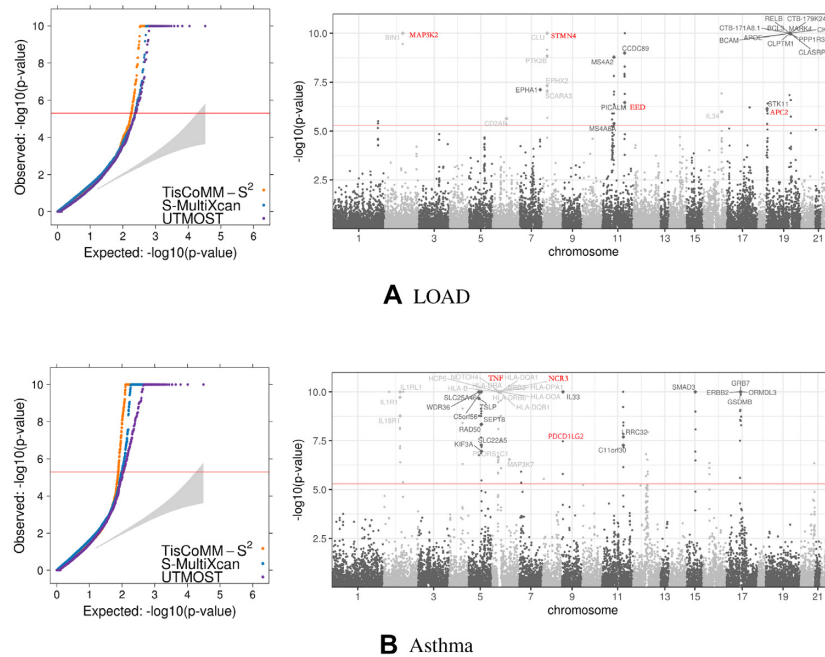 Observed: -log10(p-value)
10
8
6
4
2
0
TisCoMM−S²
S-MultiXcan
UTMOST
0 1 2 3 4 5 6
Expected: -log10(p-value)
-log10(p-value)
10.0
7.5
5.0
2.5
BIN1
MAP3K2
CD2AP
EPHA1
CLU
STMN4
PTK2B
EPHX2
SCARA3
MS4A2
CCDC89
PICALM
EED
MS4A6A
IL34
STK11
APC2
RELB
CTB-179K24
CTB-171A8.1
BCL3
MARK4
BCAM
APOE
PPP1R3
CLPTM1
CLASRP
1 3 5 7 9 11 13 15 17 19 21
chromosome
A LOAD
Observed: -log10(p-value)
10
8
6
4
2
0
TisCoMM−S²
S-MultiXcan
UTMOST
0 1 2 3 4 5 6
Expected: -log10(p-value)
-log10(p-value)
10.0
7.5
5.0
2.5
IL1RL1
IL1R1
IL18R1
HCP5
NOTCH4
TNF
HLA-DQA1
NCR3
HLA-B
HLA-DRA
HLA-DPA1
SLC25A46
HLA-DRB6
HLA-DOA
WDR36
TSLP
HLA-DQB1
C5orf56
SEPT8
RAD50
KIF3A
SLC22A5
PSORS1C3
MAP3K7
IL33
PDCD1LG2
LRRC32
C11orf30
SMAD3
GRB7
ERBB2
ORMDL3
GSDMB
1 3 5 7 9 11 13 15 17 19 21
chromosome
B Asthma